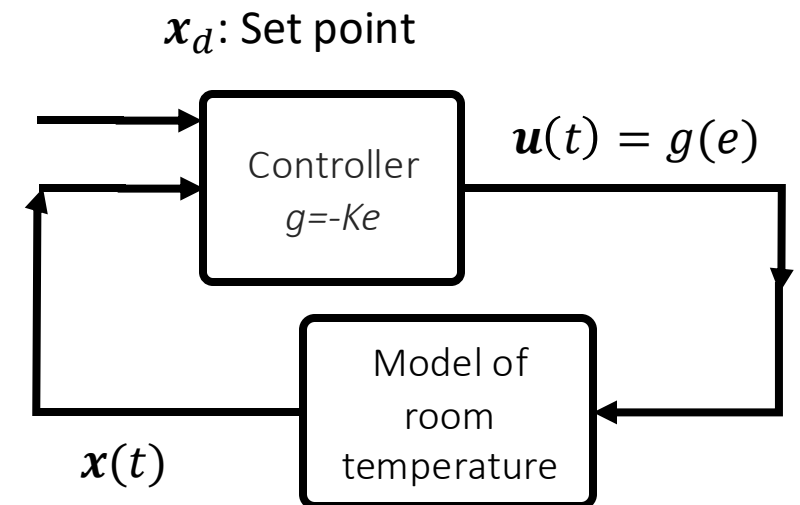 𝒙_d: Set point
Controller
g=-Ke
𝒖(t) = g(e)
Model of
room
temperature
𝒙(t)